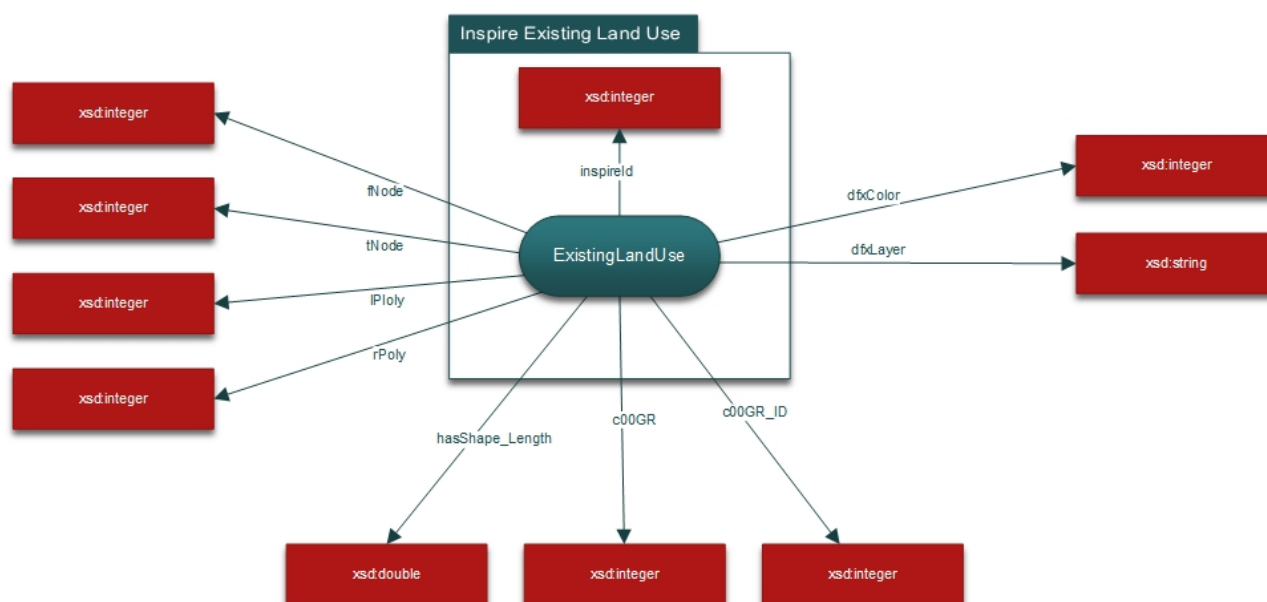 Inspire Existing Land Use
xsd:integer
xsd:integer
xsd:integer
inspireId
dfxColor
fNode
xsd:integer
tNode
ExistingLandUse
dfxLayer
xsd:string
xsd:integer
lPloly
rPoly
xsd:integer
hasShape_Length
c00GR
c00GR_ID
xsd:double
xsd:integer
xsd:integer